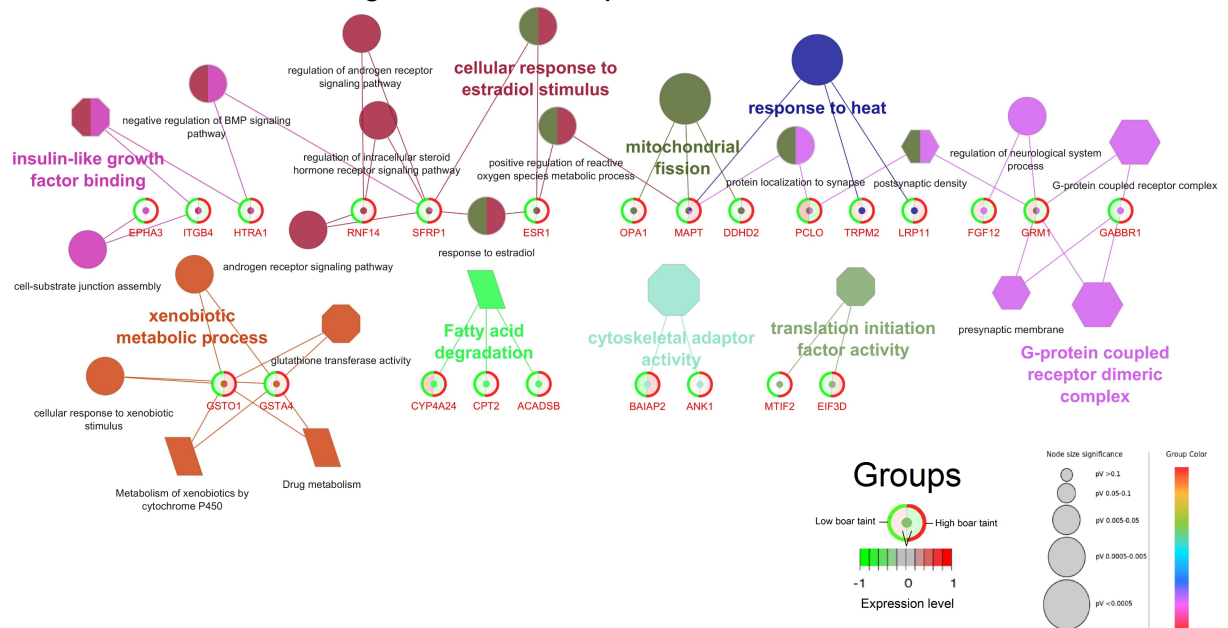 regulation of androgen receptor
signaling pathway
cellular response to
estradiol stimulus
negative regulation of BMP signaling
pathway
response to heat
insulin-like growth
factor binding
regulation of intracellular steroid
hormone receptor signaling pathway
positive regulation of reactive
oxygen species metabolic process
mitochondrial
fission
protein localization to synapse
postsynaptic density
regulation of neurological system
process
G-protein coupled receptor complex
EPHA3
ITGB4
HTRA1
RNF14
SFRP1
ESR1
OPA1
MAPT
DDHD2
PCLO
TRPM2
LRP11
FGF12
GRM1
GABBR1
cell-substrate junction assembly
androgen receptor signaling pathway
response to estradiol
xenobiotic
metabolic process
glutathione transferase activity
Fatty acid
degradation
cytoskeletal adaptor
activity
translation initiation
factor activity
presynaptic membrane
G-protein coupled
receptor dimeric
complex
GSTO1
GSTA4
CYP4A24
CPT2
ACADSB
BAIAP2
ANK1
MTIF2
EIF3D
cellular response to xenobiotic
stimulus
Metabolism of xenobiotics by
cytochrome P450
Drug metabolism
Groups
Low boar taint
High boar taint
-1 0 1
Expression level
Node size significance
Group Color
pV >0.1
pV 0.05-0.1
pV 0.005-0.05
pV 0.0005-0.005
pV <0.0005